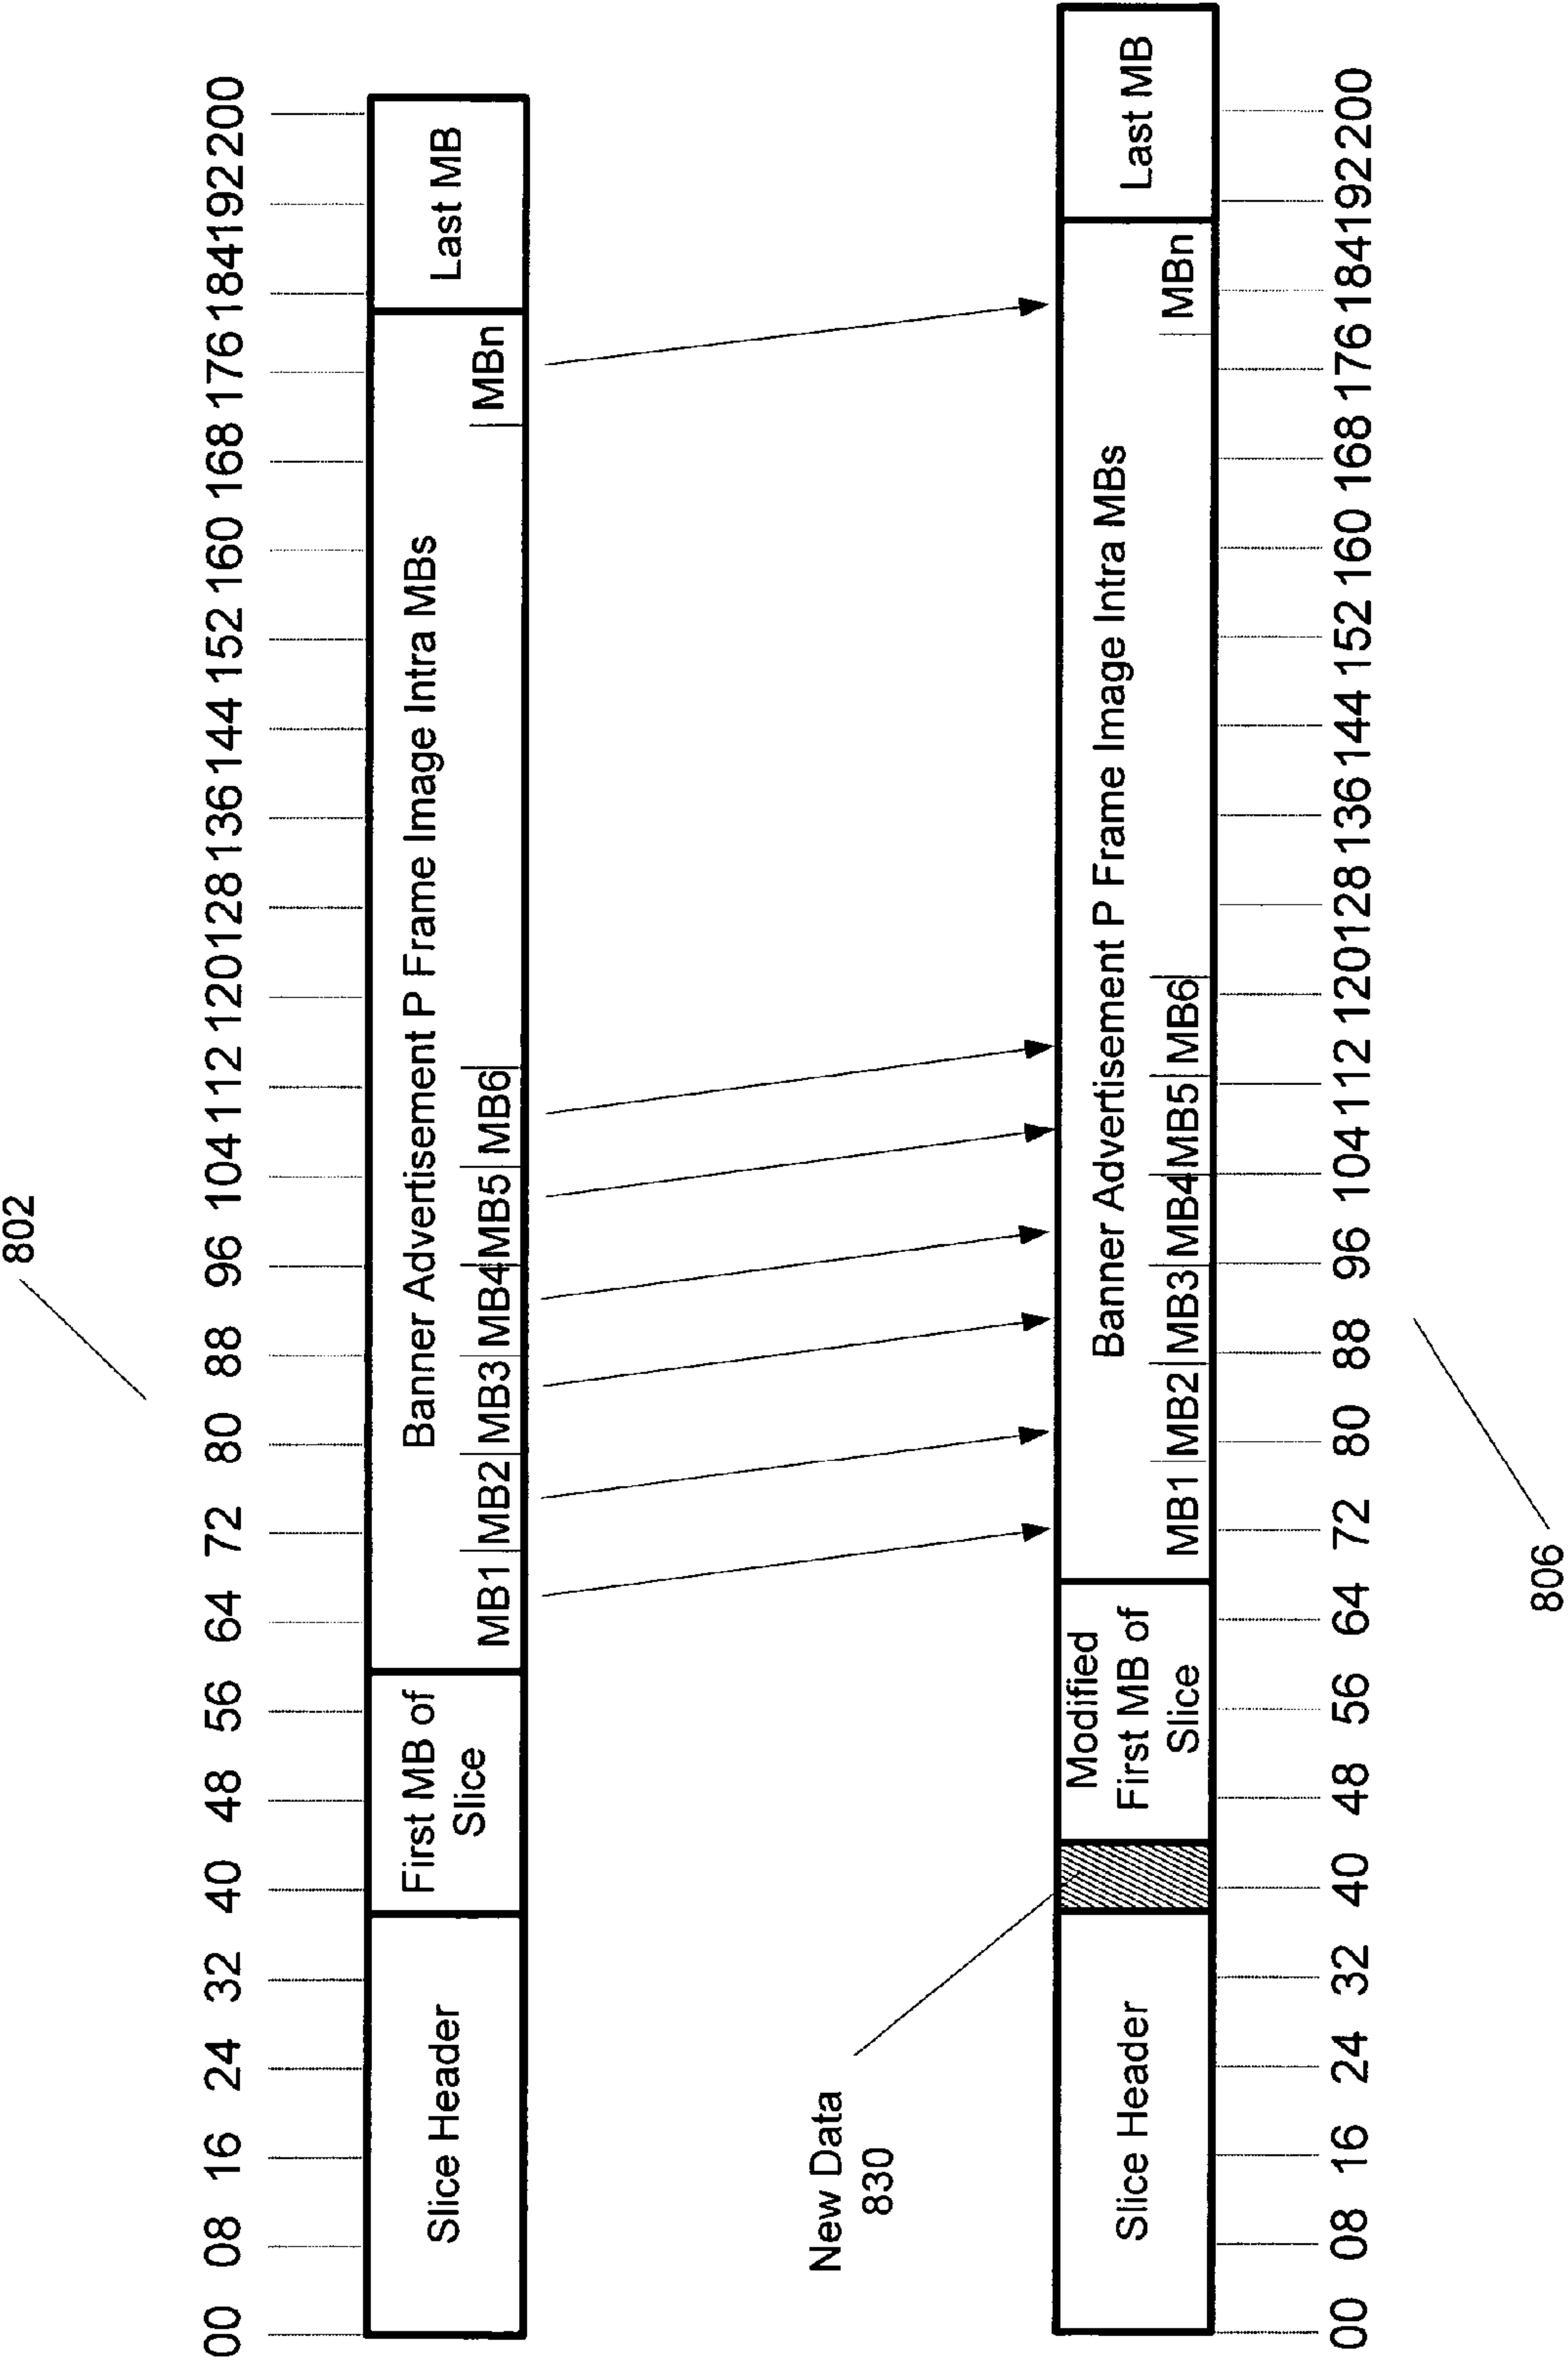 802
00 08 16 24 32 40 48 56 64 72 80 88 96 104 112 120 128 136 144 152 160 168 176 184 192 200
Slice Header
First MB of
Slice
Banner Advertisement P Frame Image Intra MBs
MB1 MB2 MB3 MB4 MB5 MB6
MBn
Last MB
New Data
830
Slice Header
Modified
First MB of
Slice
Banner Advertisement P Frame Image Intra MBs
MB1 MB2 MB3 MB4 MB5 MB6
MBn
Last MB
00 08 16 24 32 40 48 56 64 72 80 88 96 104 112 120 128 136 144 152 160 168 176 184 192 200
806